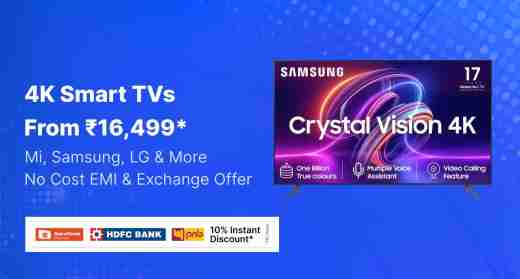 4K Smart TVs
From ₹16,499*
Mi, Samsung, LG & More
No Cost EMI & Exchange Offer
HDFC BANK
pnb
10% Instant
Discount*
SAMSUNG
17
Crystal Vision 4K
One Billion
True colours
Multiple Voice
Assistant
Video Calling
Feature